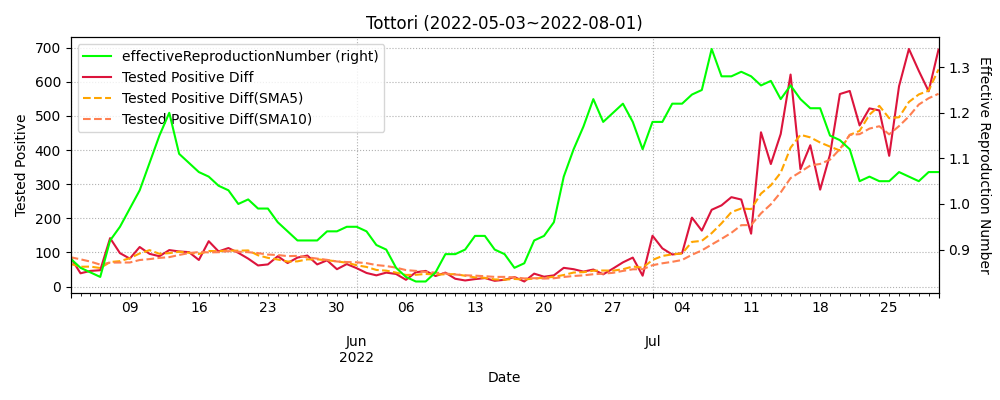 Tottori (2022-05-03~2022-08-01)
effectiveReproductionNumber (right)
Tested Positive Diff
Tested Positive Diff(SMA5)
Tested Positive Diff(SMA10)
Tested Positive
700
600
500
400
300
200
100
0
Effective Reproduction Number
1.3
1.2
1.1
1.0
0.9
09 16 23 30 06 13 20 27 04 11 18 25
Jun Jul
2022
Date